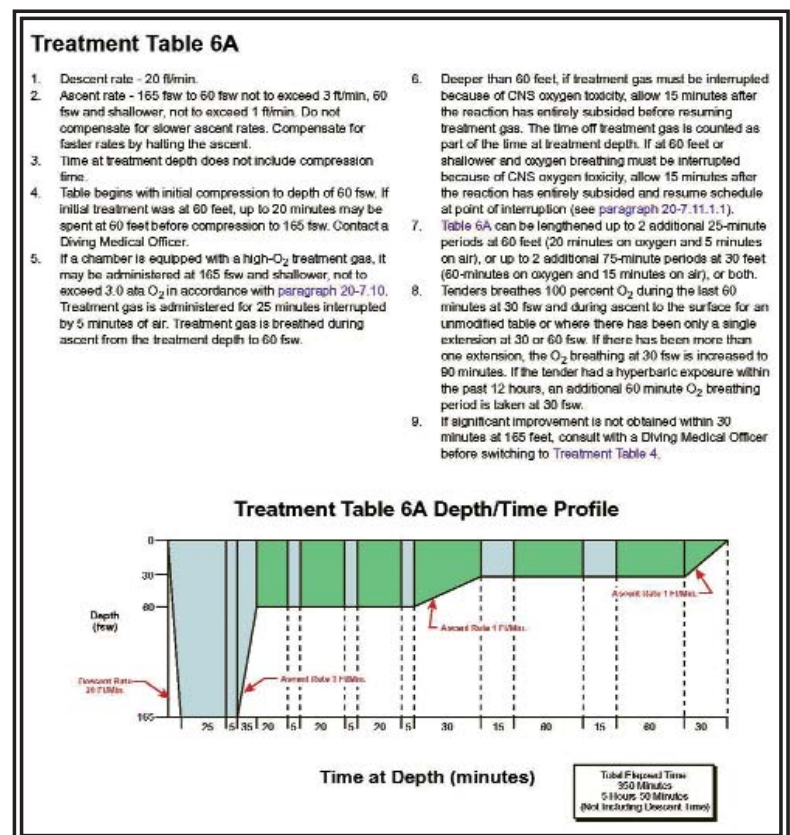 Treatment Table 6A
1. Descent rate - 20 ft/min.
2. Ascent rate - 165 fsw to 60 fsw not to exceed 3 ft/min, 60
fsw and shallower, not to exceed 1 ft/min. Do not
compensate for slower ascent rates. Compensate for
faster rates by halting the ascent.
3. Time at treatment depth does not include compression
time.
4. Table begins with initial compression to depth of 60 fsw. If
initial treatment was at 60 feet, up to 20 minutes may be
spent at 60 feet before compression to 165 fsw. Contact a
Diving Medical Officer.
5. If a chamber is equipped with a high-O2 treatment gas, it
may be administered at 165 fsw and shallower, not to
exceed 3.0 ata O2 in accordance with paragraph 20-7.10.
Treatment gas is administered for 25 minutes interrupted
by 5 minutes of air. Treatment gas is breathed during
ascent from the treatment depth to 60 fsw.
6. Deeper than 60 feet, if treatment gas must be interrupted
because of CNS oxygen toxicity, allow 15 minutes after
the reaction has entirely subsided before resuming
treatment gas. The time off treatment gas is counted as
part of the time at treatment depth. If at 60 feet or
shallower and oxygen breathing must be interrupted
because of CNS oxygen toxicity, allow 15 minutes after
the reaction has entirely subsided and resume schedule
at point of interruption (see paragraph 20-7.11.1.1).
7. Table 6A can be lengthened up to 2 additional 25-minute
periods at 60 feet (20 minutes on oxygen and 5 minutes
on air), or up to 2 additional 75-minute periods at 30 feet
(60-minutes on oxygen and 15 minutes on air), or both.
8. Tenders breathes 100 percent O2 during the last 60
minutes at 30 fsw and during ascent to the surface for an
unmodified table or where there has been only a single
extension at 30 or 60 fsw. If there has been more than
one extension, the O2 breathing at 30 fsw is increased to
90 minutes. If the tender had a hyperbaric exposure within
the past 12 hours, an additional 60 minute O2 breathing
period is taken at 30 fsw.
9. If significant improvement is not obtained within 30
minutes at 165 feet, consult with a Diving Medical Officer
before switching to Treatment Table 4.
Treatment Table 6A Depth/Time Profile
0
30
60
165
Depth
(fsw)
Descent Rate
20 Ft/Min.
Ascent Rate 3 Ft/Min.
Ascent Rate 1 Ft/Min.
Ascent Rate 1 Ft/Min.
25 5 35 20 5 20 5 20 5 30 15 60 15 60 30
Time at Depth (minutes)
Total Elapsed Time
350 Minutes
5 Hours 50 Minutes
(Not Including Descent Time)